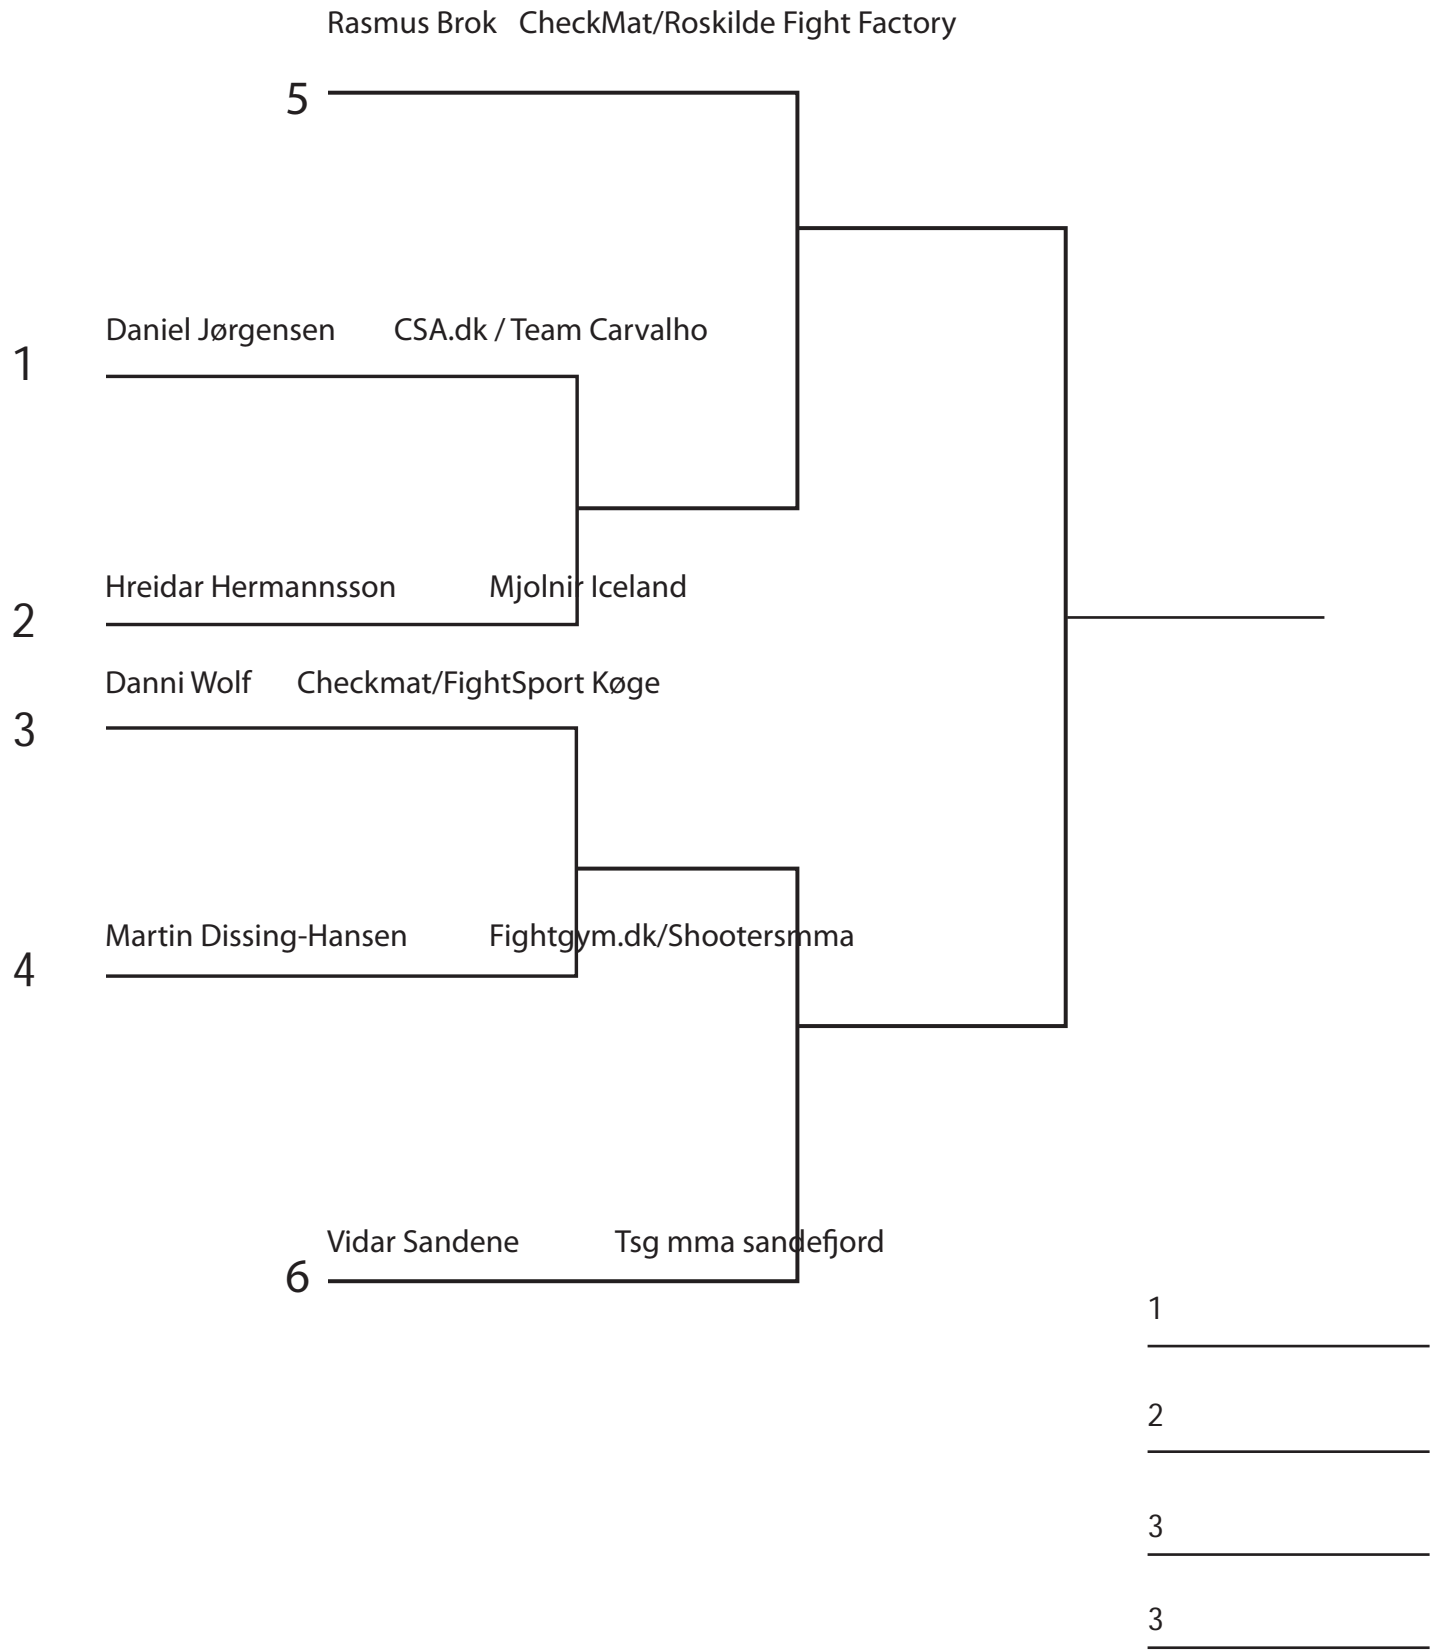 Rasmus Brok CheckMat/Roskilde Fight Factory
5
Daniel Jørgensen CSA.dk / Team Carvalho
1
Hreidar Hermannsson Mjolnir Iceland
2
Danni Wolf Checkmat/FightSport Køge
3
Martin Dissing-Hansen Fightgym.dk/Shootersmma
4
Vidar Sandene Tsg mma sandefjord
6
1
2
3
3